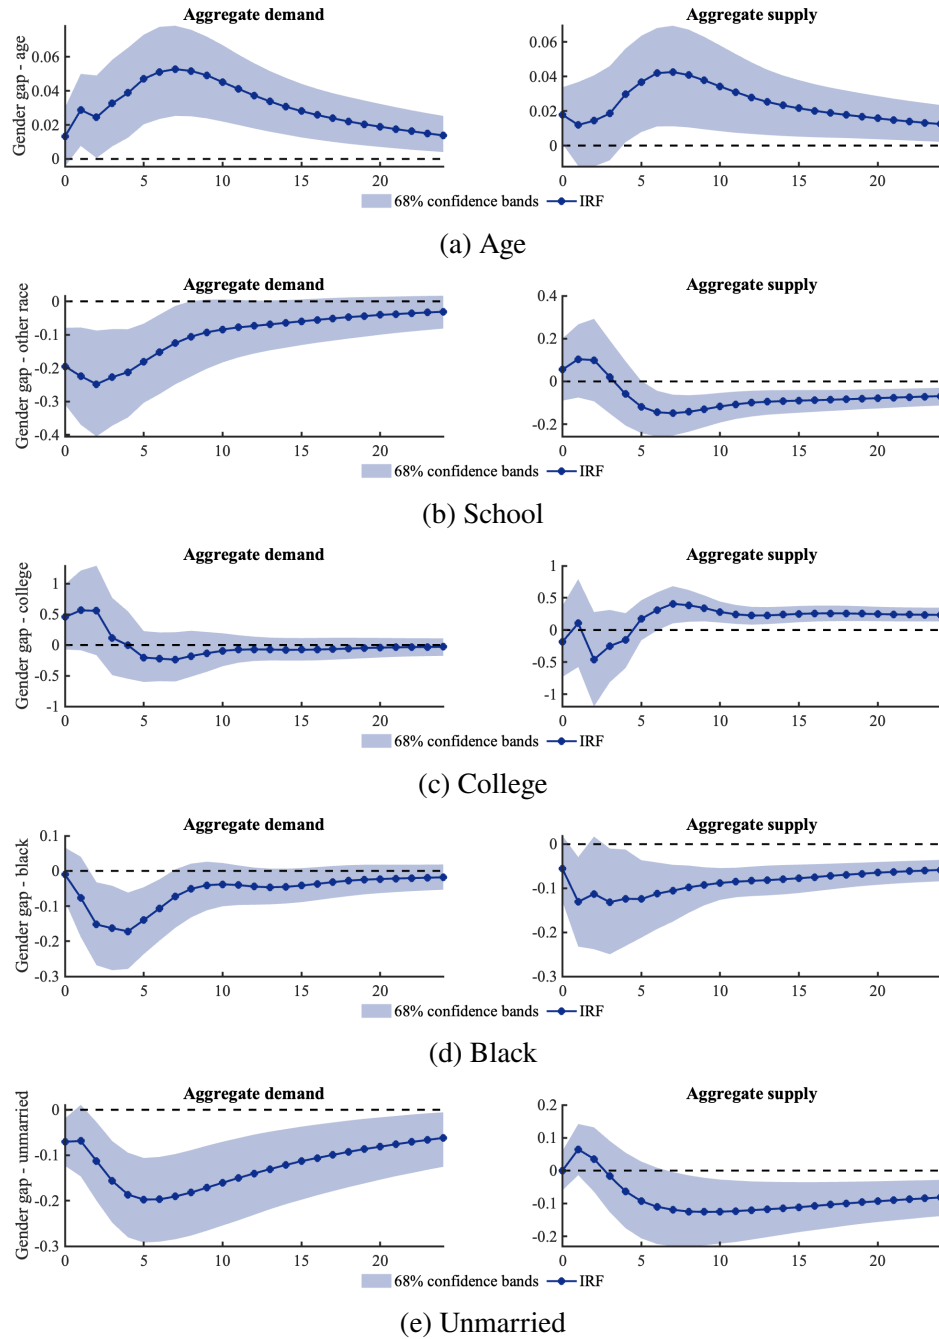 Aggregate demand
Gender gap - age
0.06
0.04
0.02
0
0 5 10 15 20
Aggregate supply
0.06
0.04
0.02
0
0 5 10 15 20
68% confidence bands IRF
(a) Age
Aggregate demand
Gender gap - other race
0
-0.1
-0.2
-0.3
-0.4
0 5 10 15 20
Aggregate supply
0.4
0.2
0
-0.2
0 5 10 15 20
68% confidence bands IRF
(b) School
Aggregate demand
Gender gap - college
1
0.5
0
-0.5
-1
0 5 10 15 20
Aggregate supply
1
0.5
0
-0.5
-1
0 5 10 15 20
68% confidence bands IRF
(c) College
Aggregate demand
Gender gap - black
0.1
0
-0.1
-0.2
-0.3
0 5 10 15 20
Aggregate supply
0
-0.1
-0.2
-0.3
0 5 10 15 20
68% confidence bands IRF
(d) Black
Aggregate demand
Gender gap - unmarried
0
-0.1
-0.2
-0.3
0 5 10 15 20
Aggregate supply
0.2
0.1
0
-0.1
-0.2
0 5 10 15 20
68% confidence bands IRF
(e) Unmarried